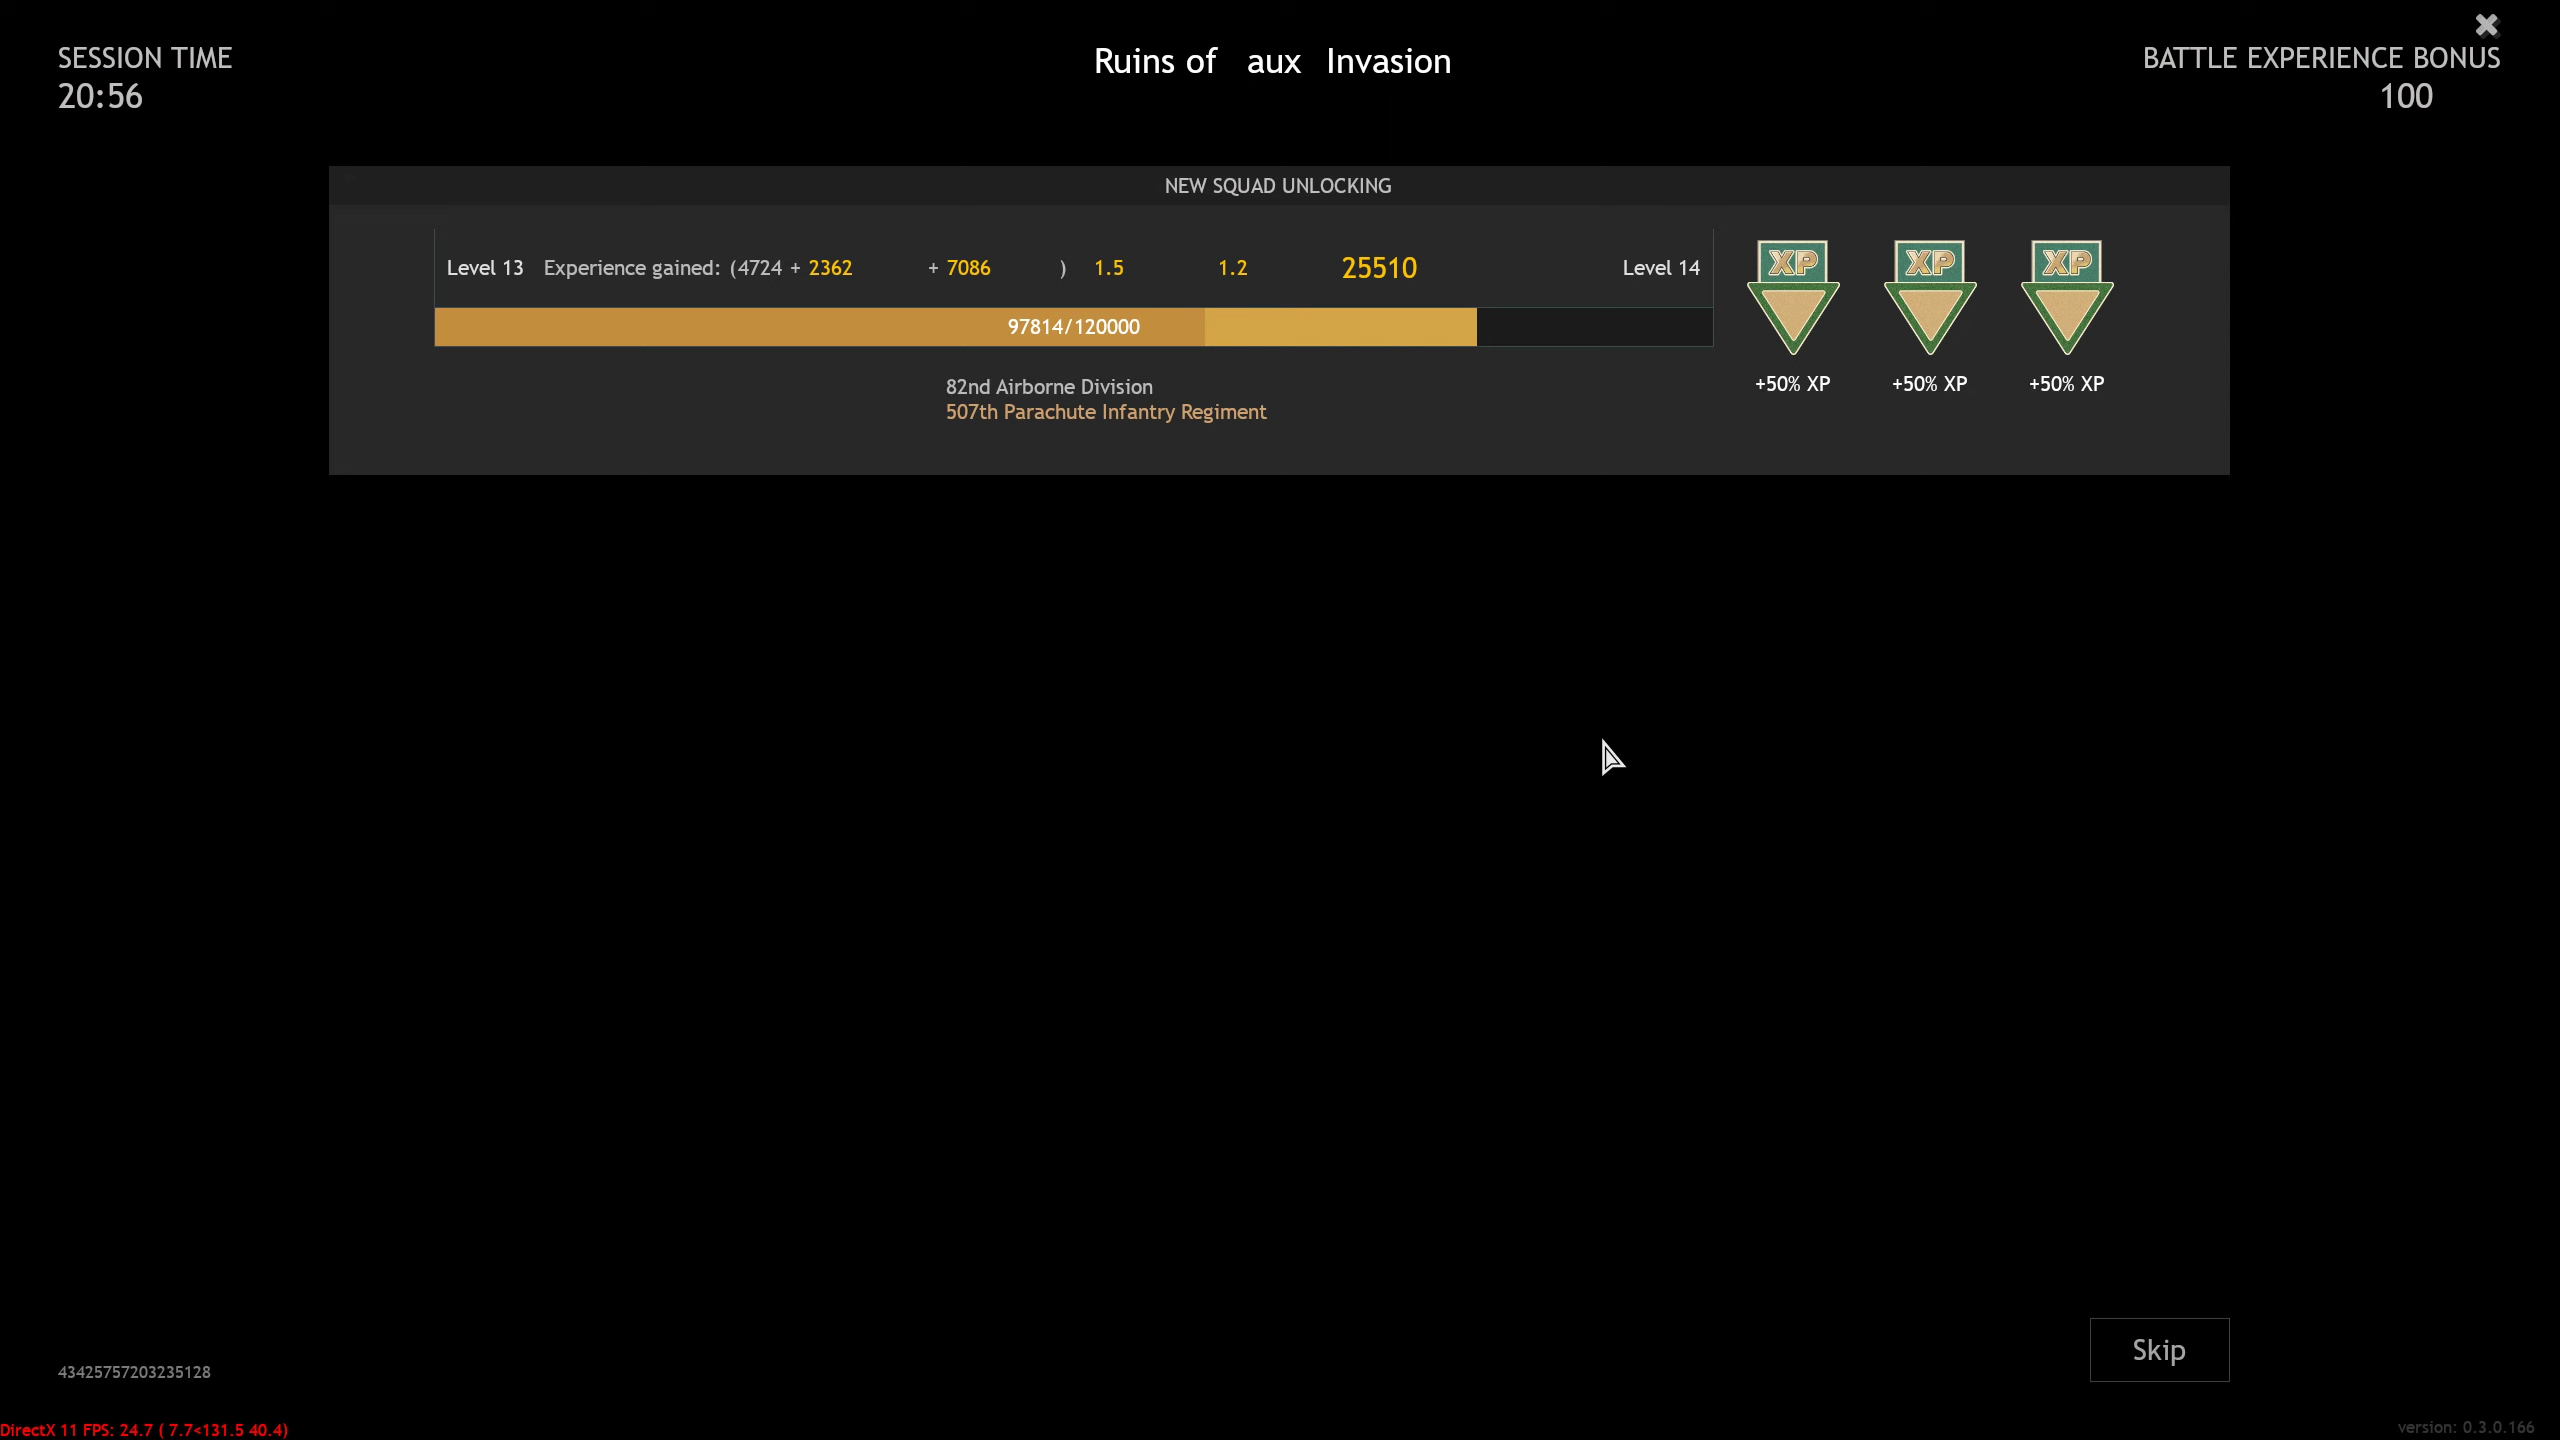 SESSION TIME
20:56
Ruins of aux Invasion
BATTLE EXPERIENCE BONUS
100
NEW SQUAD UNLOCKING
Level 13 Experience gained: (4724 + 2362 + 7086 ) 1.5 1.2 25510 Level 14
97814/120000
XP XP XP
+50% XP +50% XP +50% XP
82nd Airborne Division
507th Parachute Infantry Regiment
Skip
43425757203235128
DirectX 11 FPS: 24.7 ( 7.7<131.5 40.4)
version: 0.3.0.166